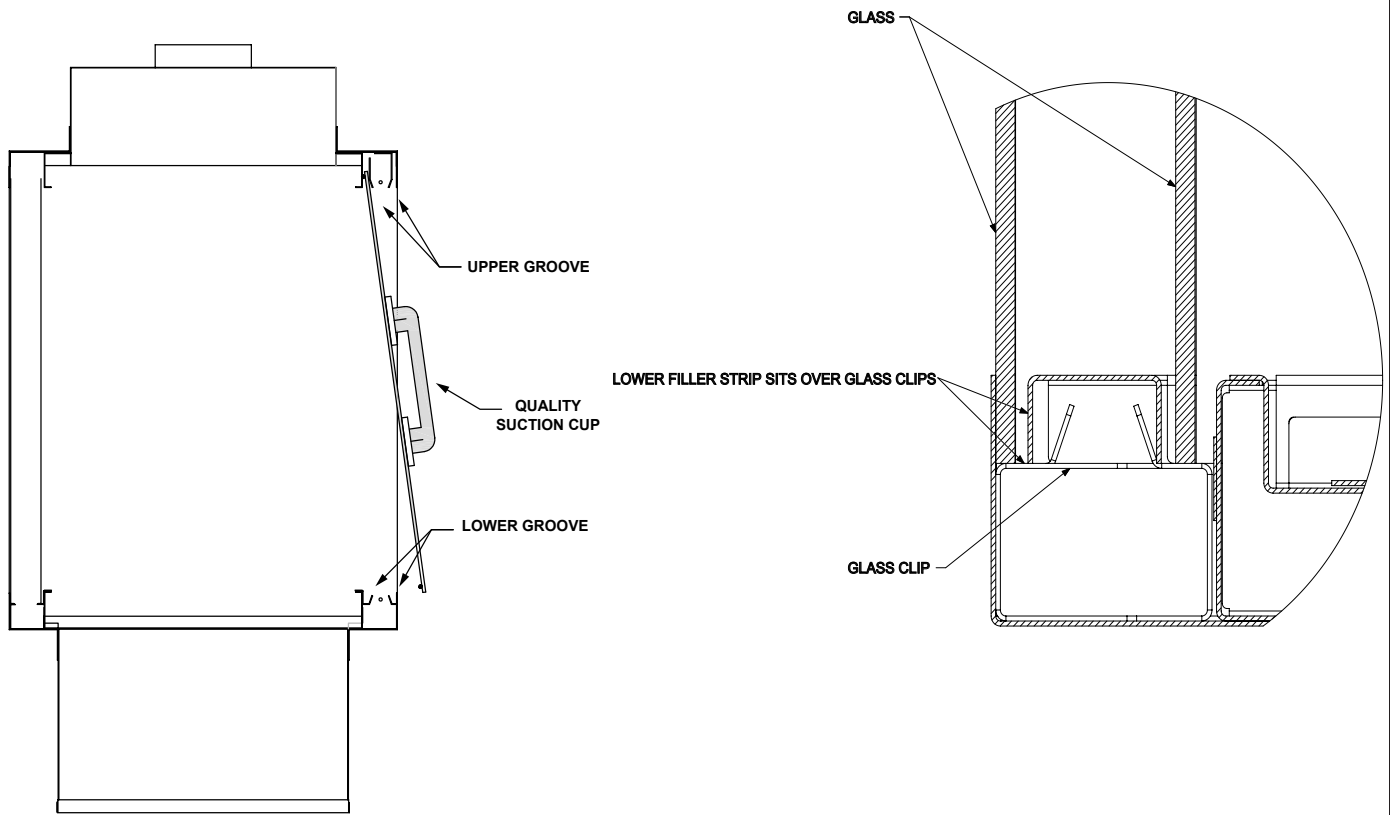 GLASS
UPPER GROOVE
LOWER FILLER STRIP SITS OVER GLASS CLIPS
QUALITY
SUCTION CUP
LOWER GROOVE
GLASS CLIP